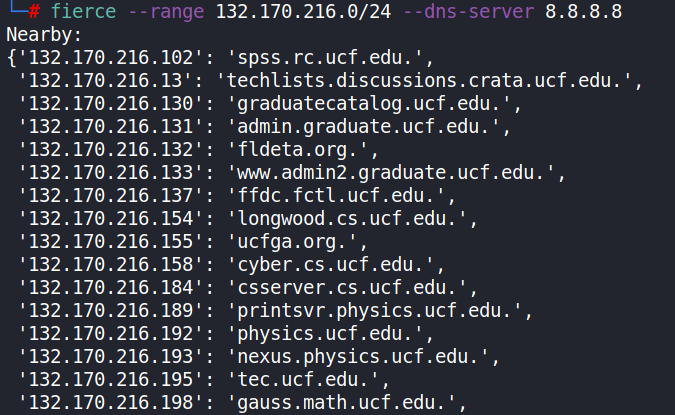 └─# fierce --range 132.170.216.0/24 --dns-server 8.8.8.8
Nearby:
{'132.170.216.102': 'spss.rc.ucf.edu.',
 '132.170.216.13': 'techlists.discussions.crata.ucf.edu.',
 '132.170.216.130': 'graduatecatalog.ucf.edu.',
 '132.170.216.131': 'admin.graduate.ucf.edu.',
 '132.170.216.132': 'fldeta.org.',
 '132.170.216.133': 'www.admin2.graduate.ucf.edu.',
 '132.170.216.137': 'ffdc.fctl.ucf.edu.',
 '132.170.216.154': 'longwood.cs.ucf.edu.',
 '132.170.216.155': 'ucfga.org.',
 '132.170.216.158': 'cyber.cs.ucf.edu.',
 '132.170.216.184': 'csserver.cs.ucf.edu.',
 '132.170.216.189': 'printsvr.physics.ucf.edu.',
 '132.170.216.192': 'physics.ucf.edu.',
 '132.170.216.193': 'nexus.physics.ucf.edu.',
 '132.170.216.195': 'tec.ucf.edu.',
 '132.170.216.198': 'gauss.math.ucf.edu.',